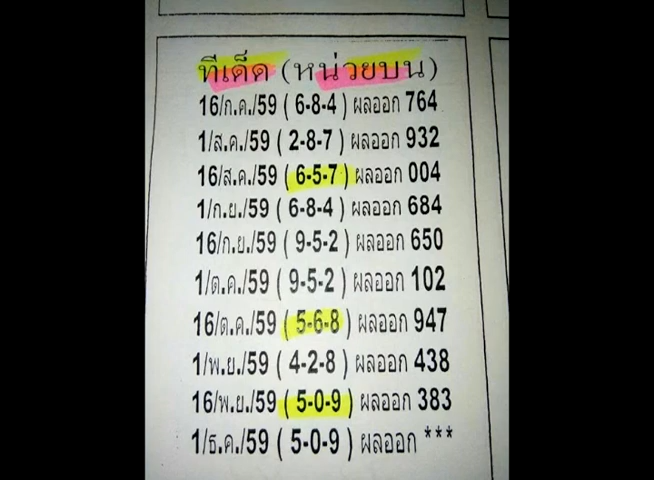 ทีเด็ด (หน่วยบน)
16/ก.ค./59 ( 6-8-4 ) ผลออก 764
1/ส.ค./59 ( 2-8-7 ) ผลออก 932
16/ส.ค./59 ( 6-5-7 ) ผลออก 004
1/ก.ย./59 ( 6-8-4 ) ผลออก 684
16/ก.ย./59 ( 9-5-2 ) ผลออก 650
1/ต.ค./59 ( 9-5-2 ) ผลออก 102
16/ต.ค./59 ( 5-6-8 ) ผลออก 947
1/พ.ย./59 ( 4-2-8 ) ผลออก 438
16/พ.ย./59 ( 5-0-9 ) ผลออก 383
1/ธ.ค./59 ( 5-0-9 ) ผลออก ***